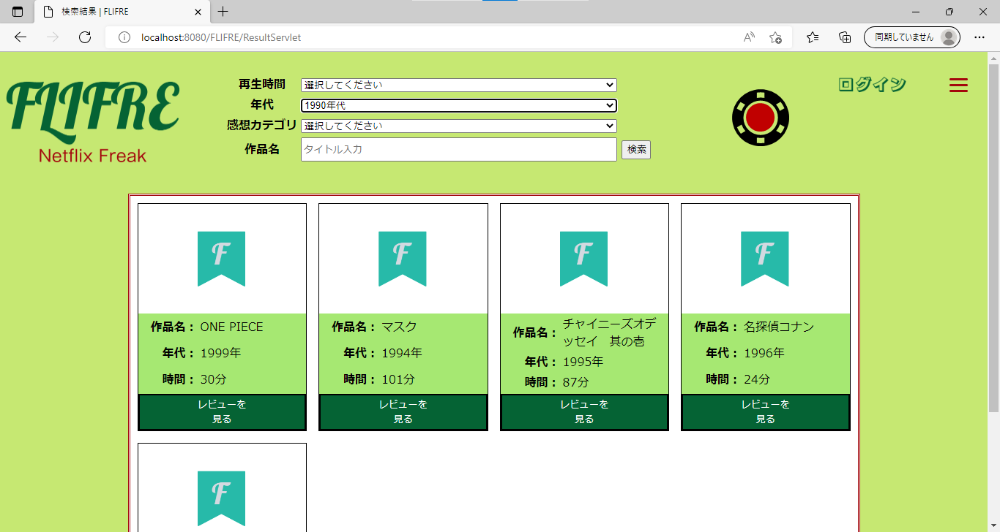 検索結果 | FLIFRE
localhost:8080/FLIFRE/ResultServlet
同期していません
FLIFRE
Netflix Freak
再生時間 選択してください
年代 1990年代
感想カテゴリ 選択してください
作品名 タイトル入力 検索
ログイン
F
作品名： ONE PIECE
年代： 1999年
時間： 30分
レビューを
見る
F
作品名： マスク
年代： 1994年
時間： 101分
レビューを
見る
F
作品名： チャイニーズオデ
ッセイ　其の壱
年代： 1995年
時間： 87分
レビューを
見る
F
作品名： 名探偵コナン
年代： 1996年
時間： 24分
レビューを
見る
F